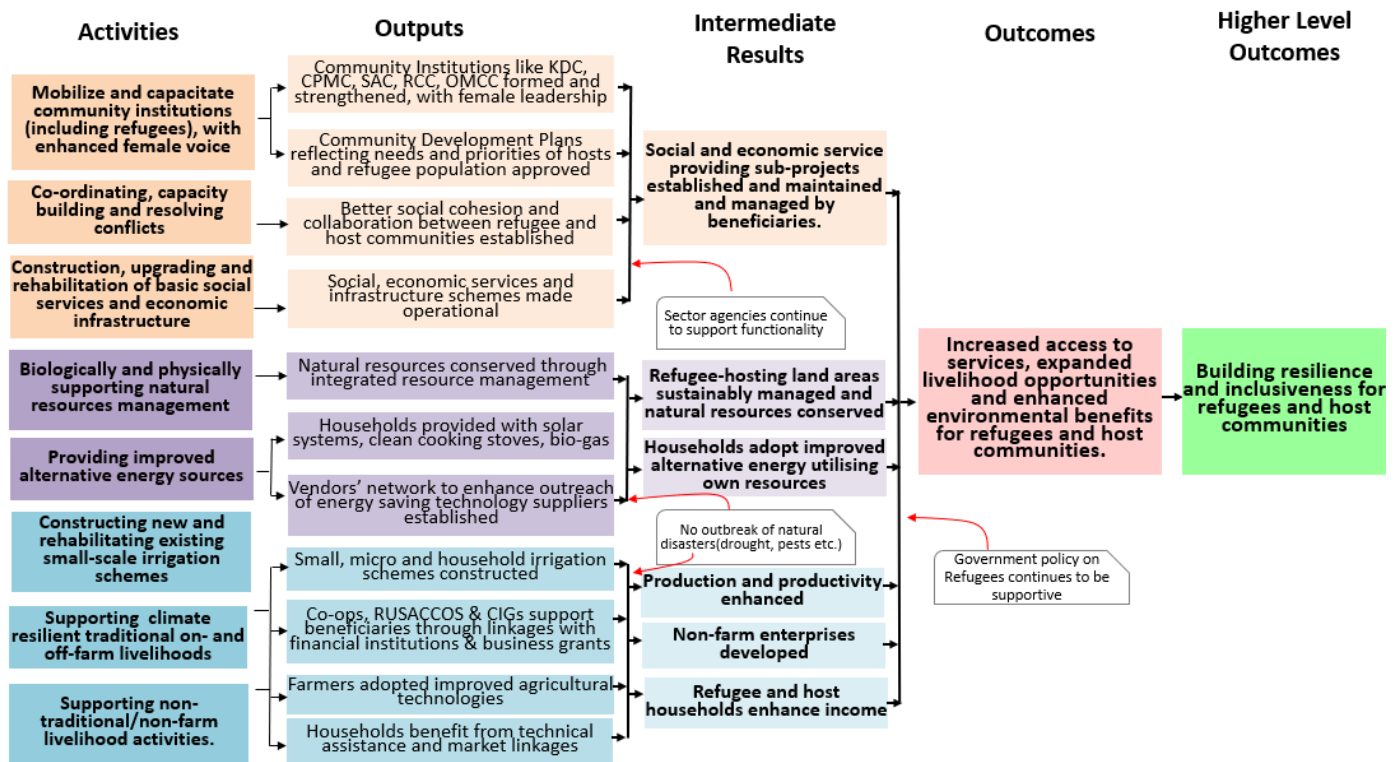 Activities
Outputs
Intermediate
Results
Outcomes
Higher Level
Outcomes
Mobilize and capacitate
community institutions
(including refugees), with
enhanced female voice
Co-ordinating, capacity
building and resolving
conflicts
Construction, upgrading and
rehabilitation of basic social
services and economic
infrastructure
Biologically and physically
supporting natural
resources management
Providing improved
alternative energy sources
Constructing new and
rehabilitating existing
small-scale irrigation
schemes
Supporting climate
resilient traditional on- and
off-farm livelihoods
Supporting non-
traditional/non-farm
livelihood activities.
Community Institutions like KDC,
CPMC, SAC, RCC, OMCC formed and
strengthened, with female leadership
Community Development Plans
reflecting needs and priorities of hosts
and refugee population approved
Better social cohesion and
collaboration between refugee and
host communities established
Social, economic services and
infrastructure schemes made
operational
Natural resources conserved through
integrated resource management
Households provided with solar
systems, clean cooking stoves, bio-gas
Vendors’ network to enhance outreach
of energy saving technology suppliers
established
Small, micro and household irrigation
schemes constructed
Co-ops, RUSACCOS & CIGs support
beneficiaries through linkages with
financial institutions & business grants
Farmers adopted improved agricultural
technologies
Households benefit from technical
assistance and market linkages
Social and economic service
providing sub-projects
established and maintained
and managed by
beneficiaries.
Sector agencies continue
to support functionality
Refugee-hosting land areas
sustainably managed and
natural resources conserved
Households adopt improved
alternative energy utilising
own resources
No outbreak of natural
disasters(drought, pests etc.)
Production and productivity
enhanced
Non-farm enterprises
developed
Refugee and host
households enhance income
Increased access to
services, expanded
livelihood opportunities
and enhanced
environmental benefits
for refugees and host
communities.
Government policy on
Refugees continues to be
supportive
Building resilience
and inclusiveness for
refugees and host
communities